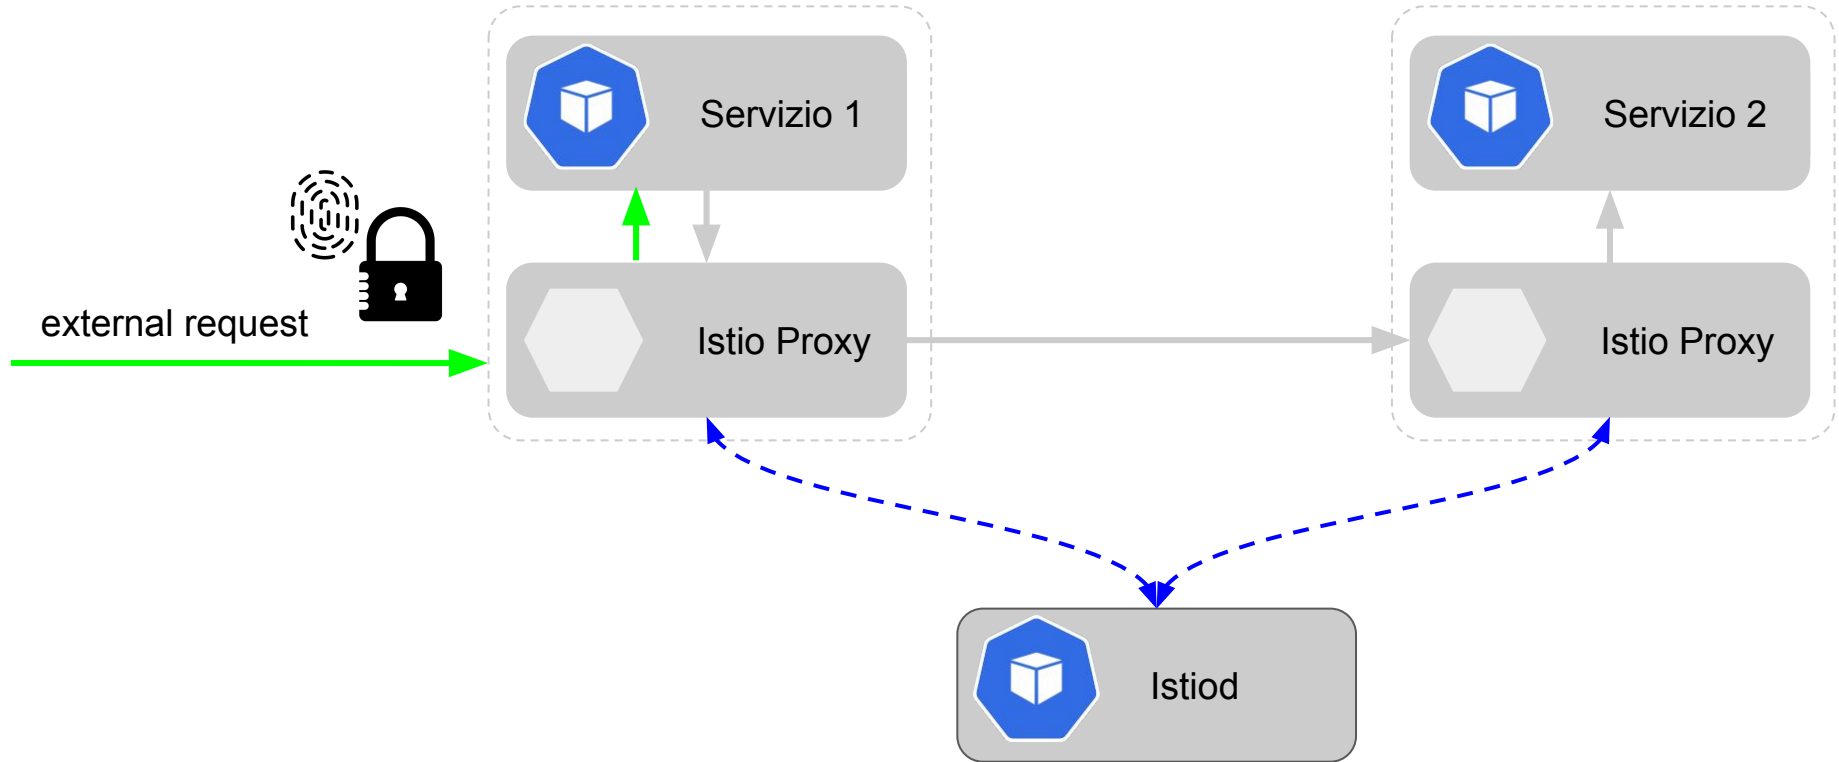 Servizio 1
Servizio 2
external request
Istio Proxy
Istio Proxy
Istiod